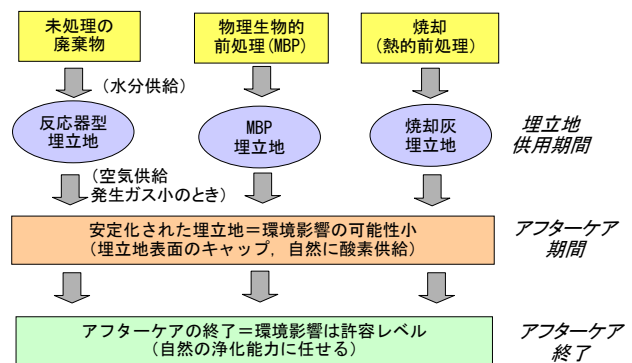 未処理の
廃棄物
物理生物的
前処理(MBP)
焼却
(熱的前処理)
(水分供給)
反応器型
埋立地
MBP
埋立地
焼却灰
埋立地
埋立地
供用期間
(空気供給
発生ガス小のとき)
安定化された埋立地＝環境影響の可能性小
(埋立地表面のキャップ，自然に酸素供給)
アフターケア
期間
アフターケアの終了＝環境影響は許容レベル
(自然の浄化能力に任せる)
アフターケア
終了